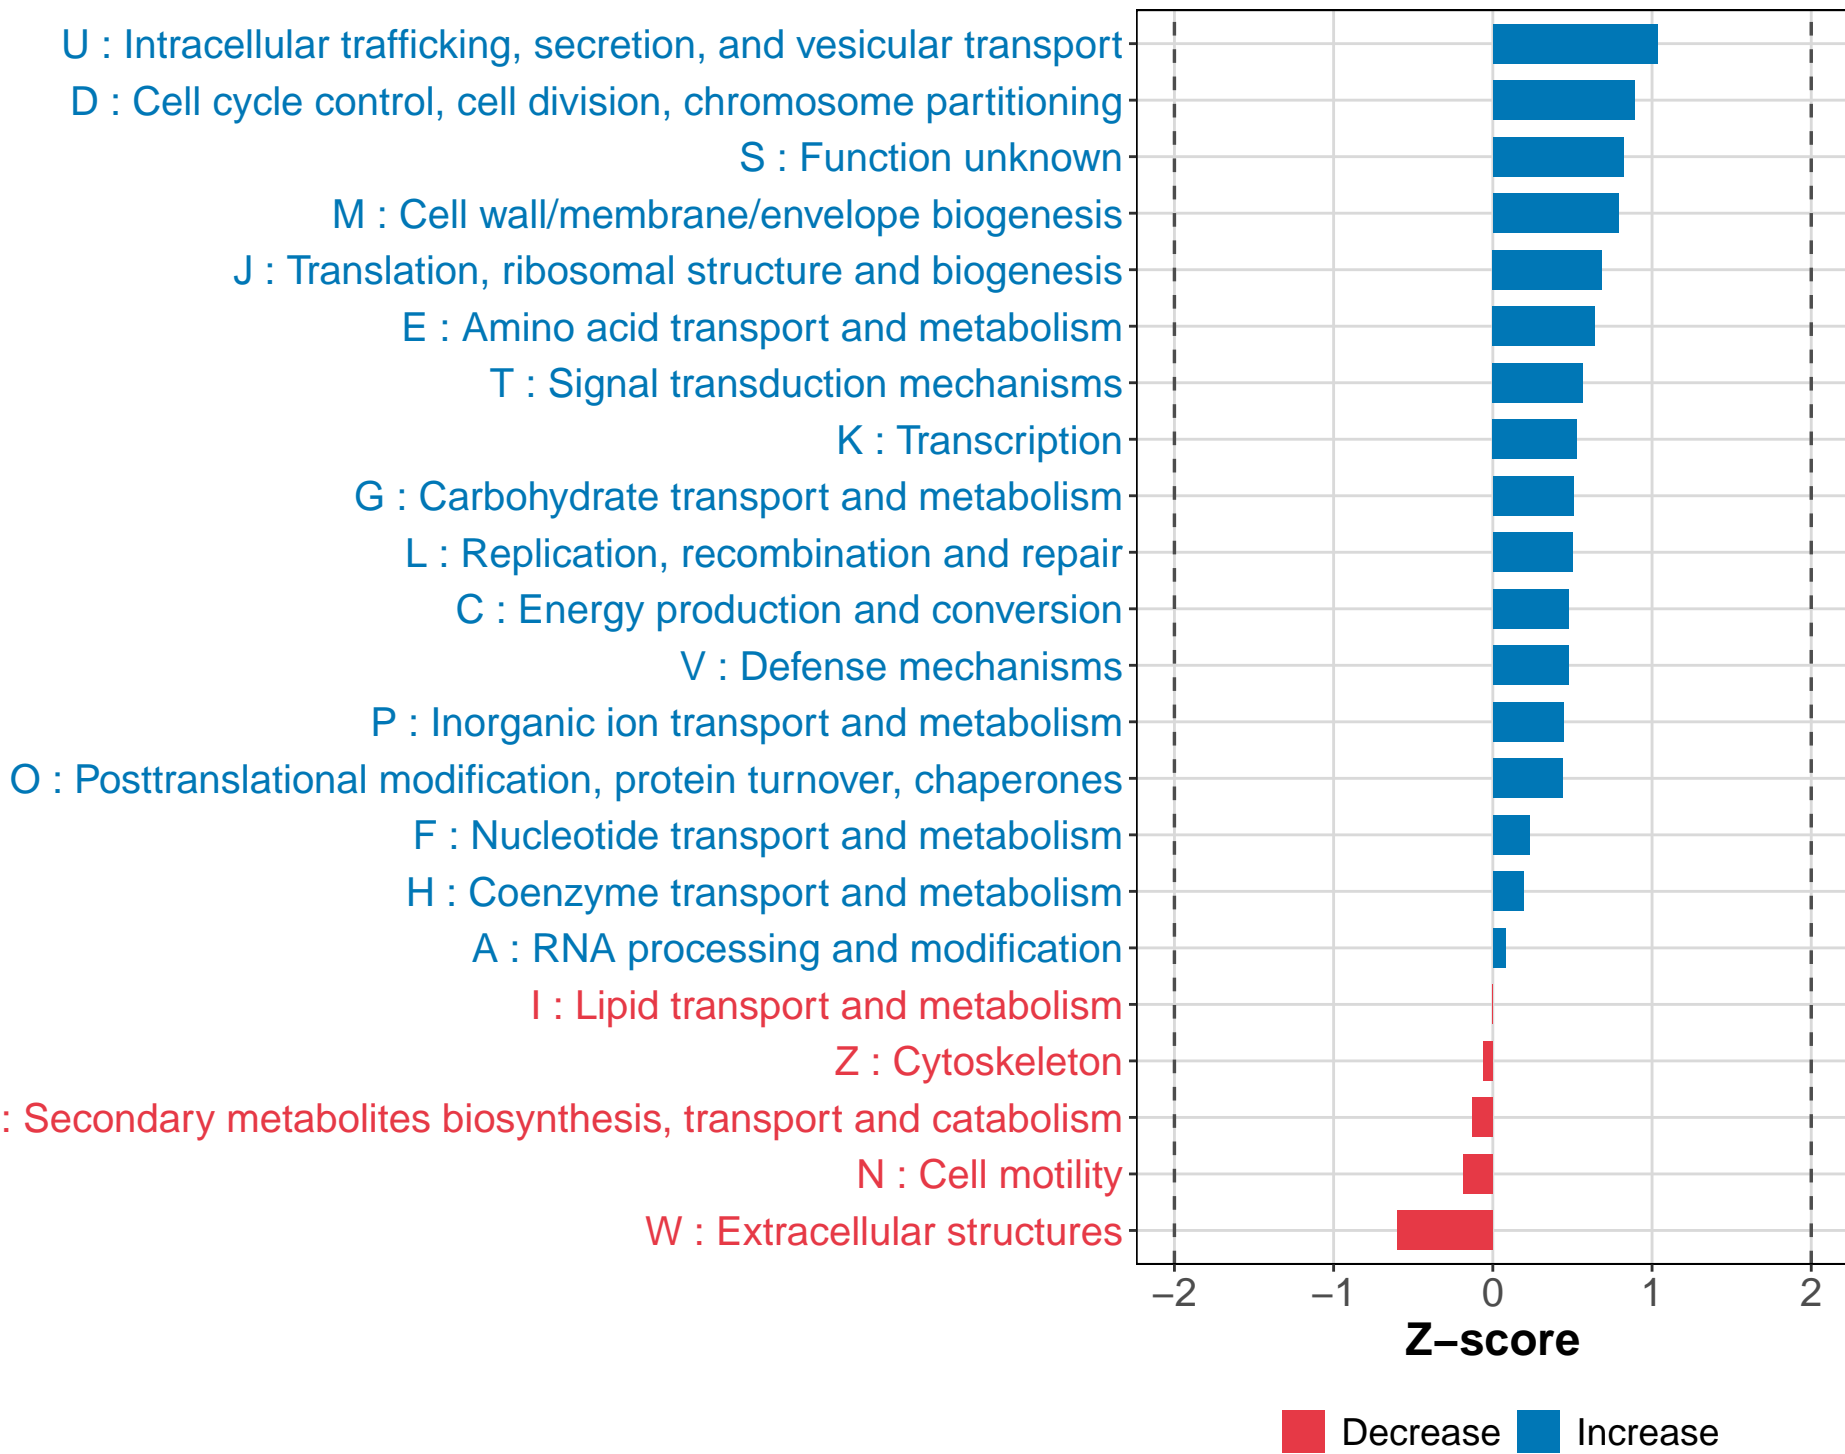 U : Intracellular trafficking, secretion, and vesicular transport
D : Cell cycle control, cell division, chromosome partitioning
S : Function unknown
M : Cell wall/membrane/envelope biogenesis
J : Translation, ribosomal structure and biogenesis
E : Amino acid transport and metabolism
T : Signal transduction mechanisms
K : Transcription
G : Carbohydrate transport and metabolism
L : Replication, recombination and repair
C : Energy production and conversion
V : Defense mechanisms
P : Inorganic ion transport and metabolism
O : Posttranslational modification, protein turnover, chaperones
F : Nucleotide transport and metabolism
H : Coenzyme transport and metabolism
A : RNA processing and modification
I : Lipid transport and metabolism
Z : Cytoskeleton
: Secondary metabolites biosynthesis, transport and catabolism
N : Cell motility
W : Extracellular structures
−2 −1 0 1 2
Z−score
Decrease Increase